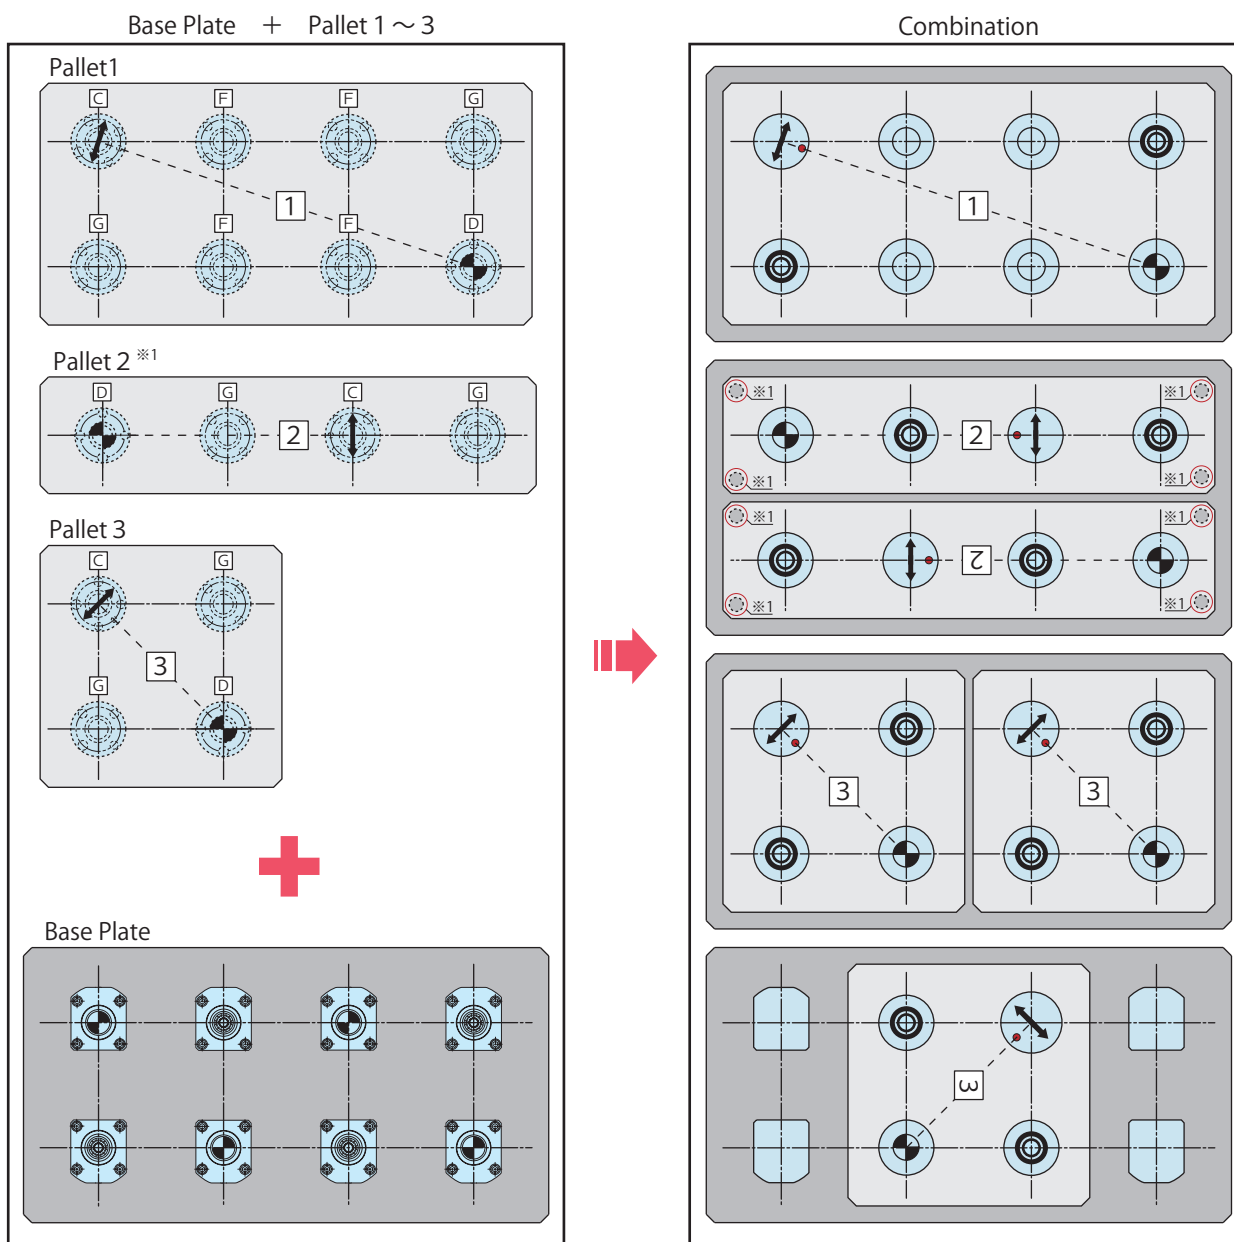 Base Plate + Pallet 1～3
Pallet1
C F F G
1
G F F D
Pallet 2 ※1
D G C G
2
Pallet 3
C G
3
G D
Base Plate
Combination
1
※1 ※1
2
※1 ※1
※1 ※1
2
※1 ※1
3 3
3